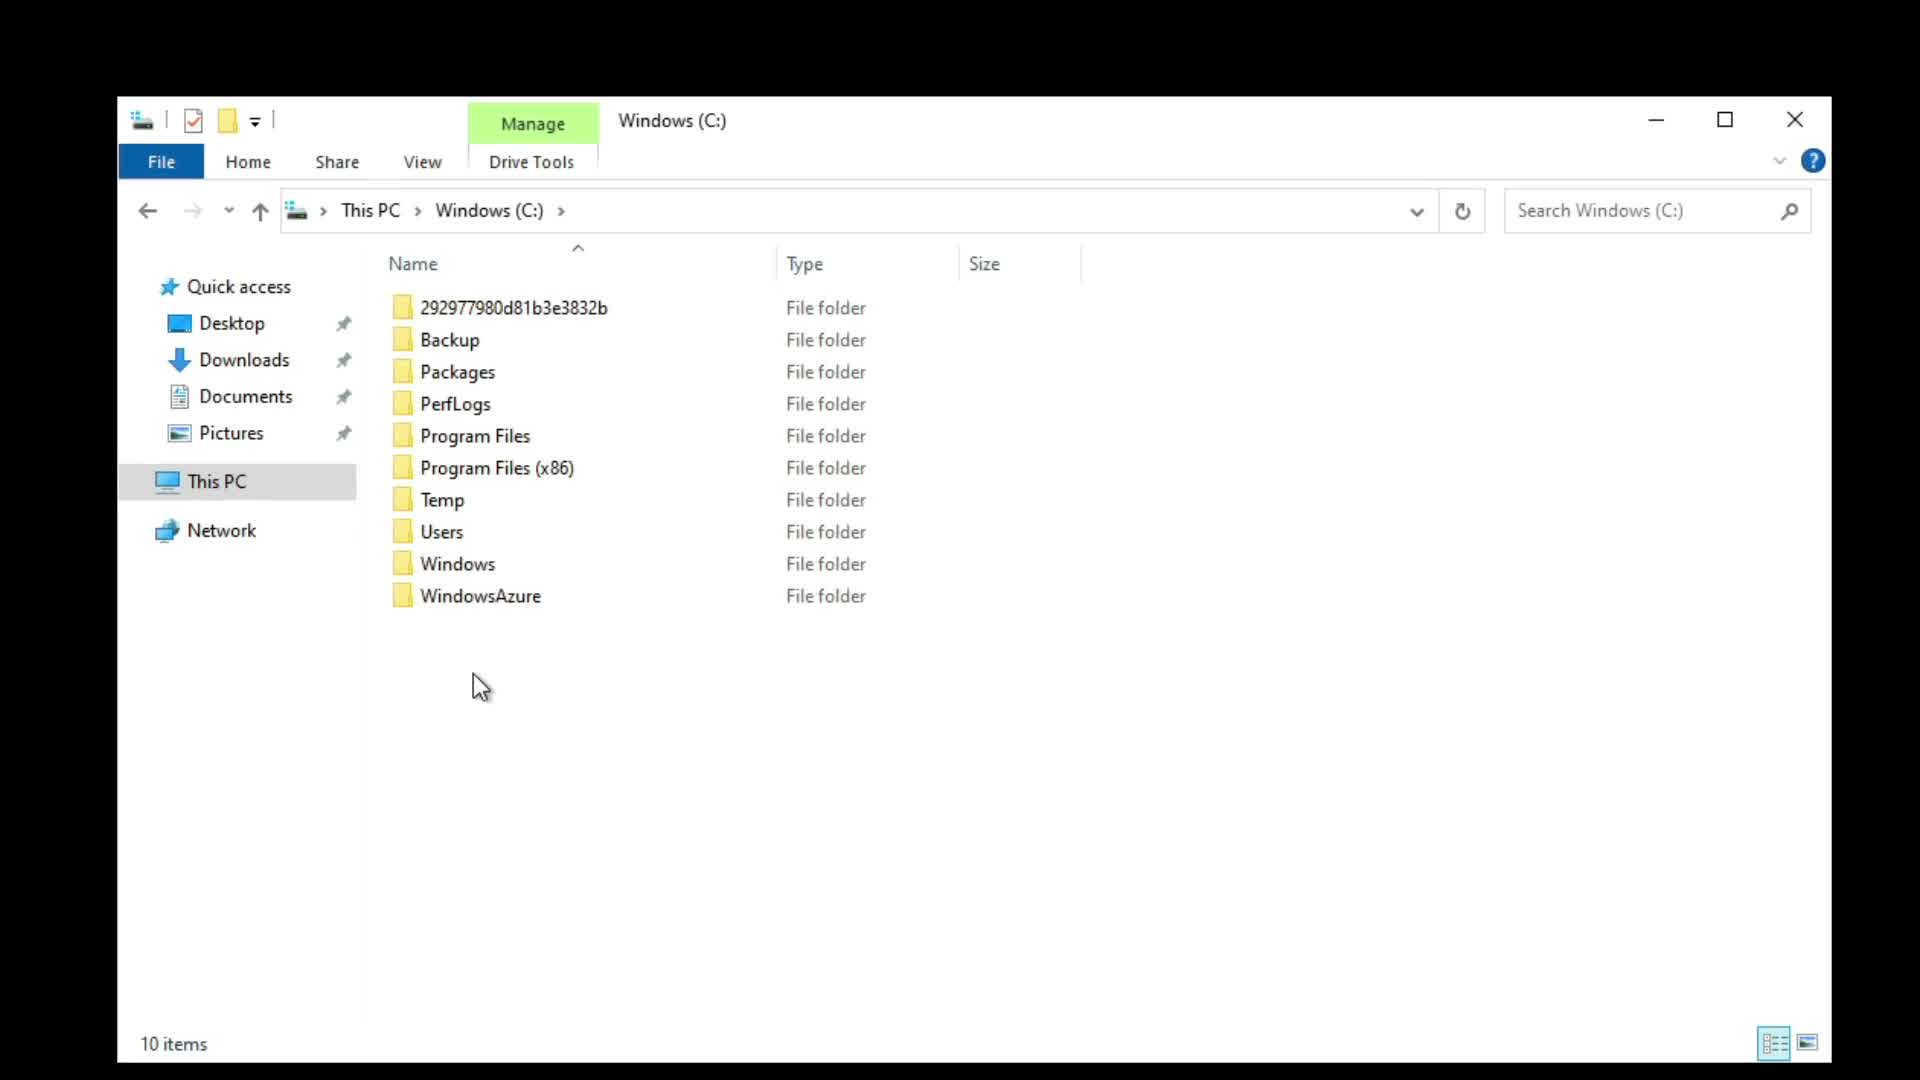 Manage
Windows (C:)
File
Home
Share
View
Drive Tools
?
This PC
Windows (C:)
Search Windows (C:)
Name
Type
Size
Quick access
Desktop
Downloads
Documents
Pictures
This PC
Network
292977980d81b3e3832b File folder
Backup File folder
Packages File folder
PerfLogs File folder
Program Files File folder
Program Files (x86) File folder
Temp File folder
Users File folder
Windows File folder
WindowsAzure File folder
10 items